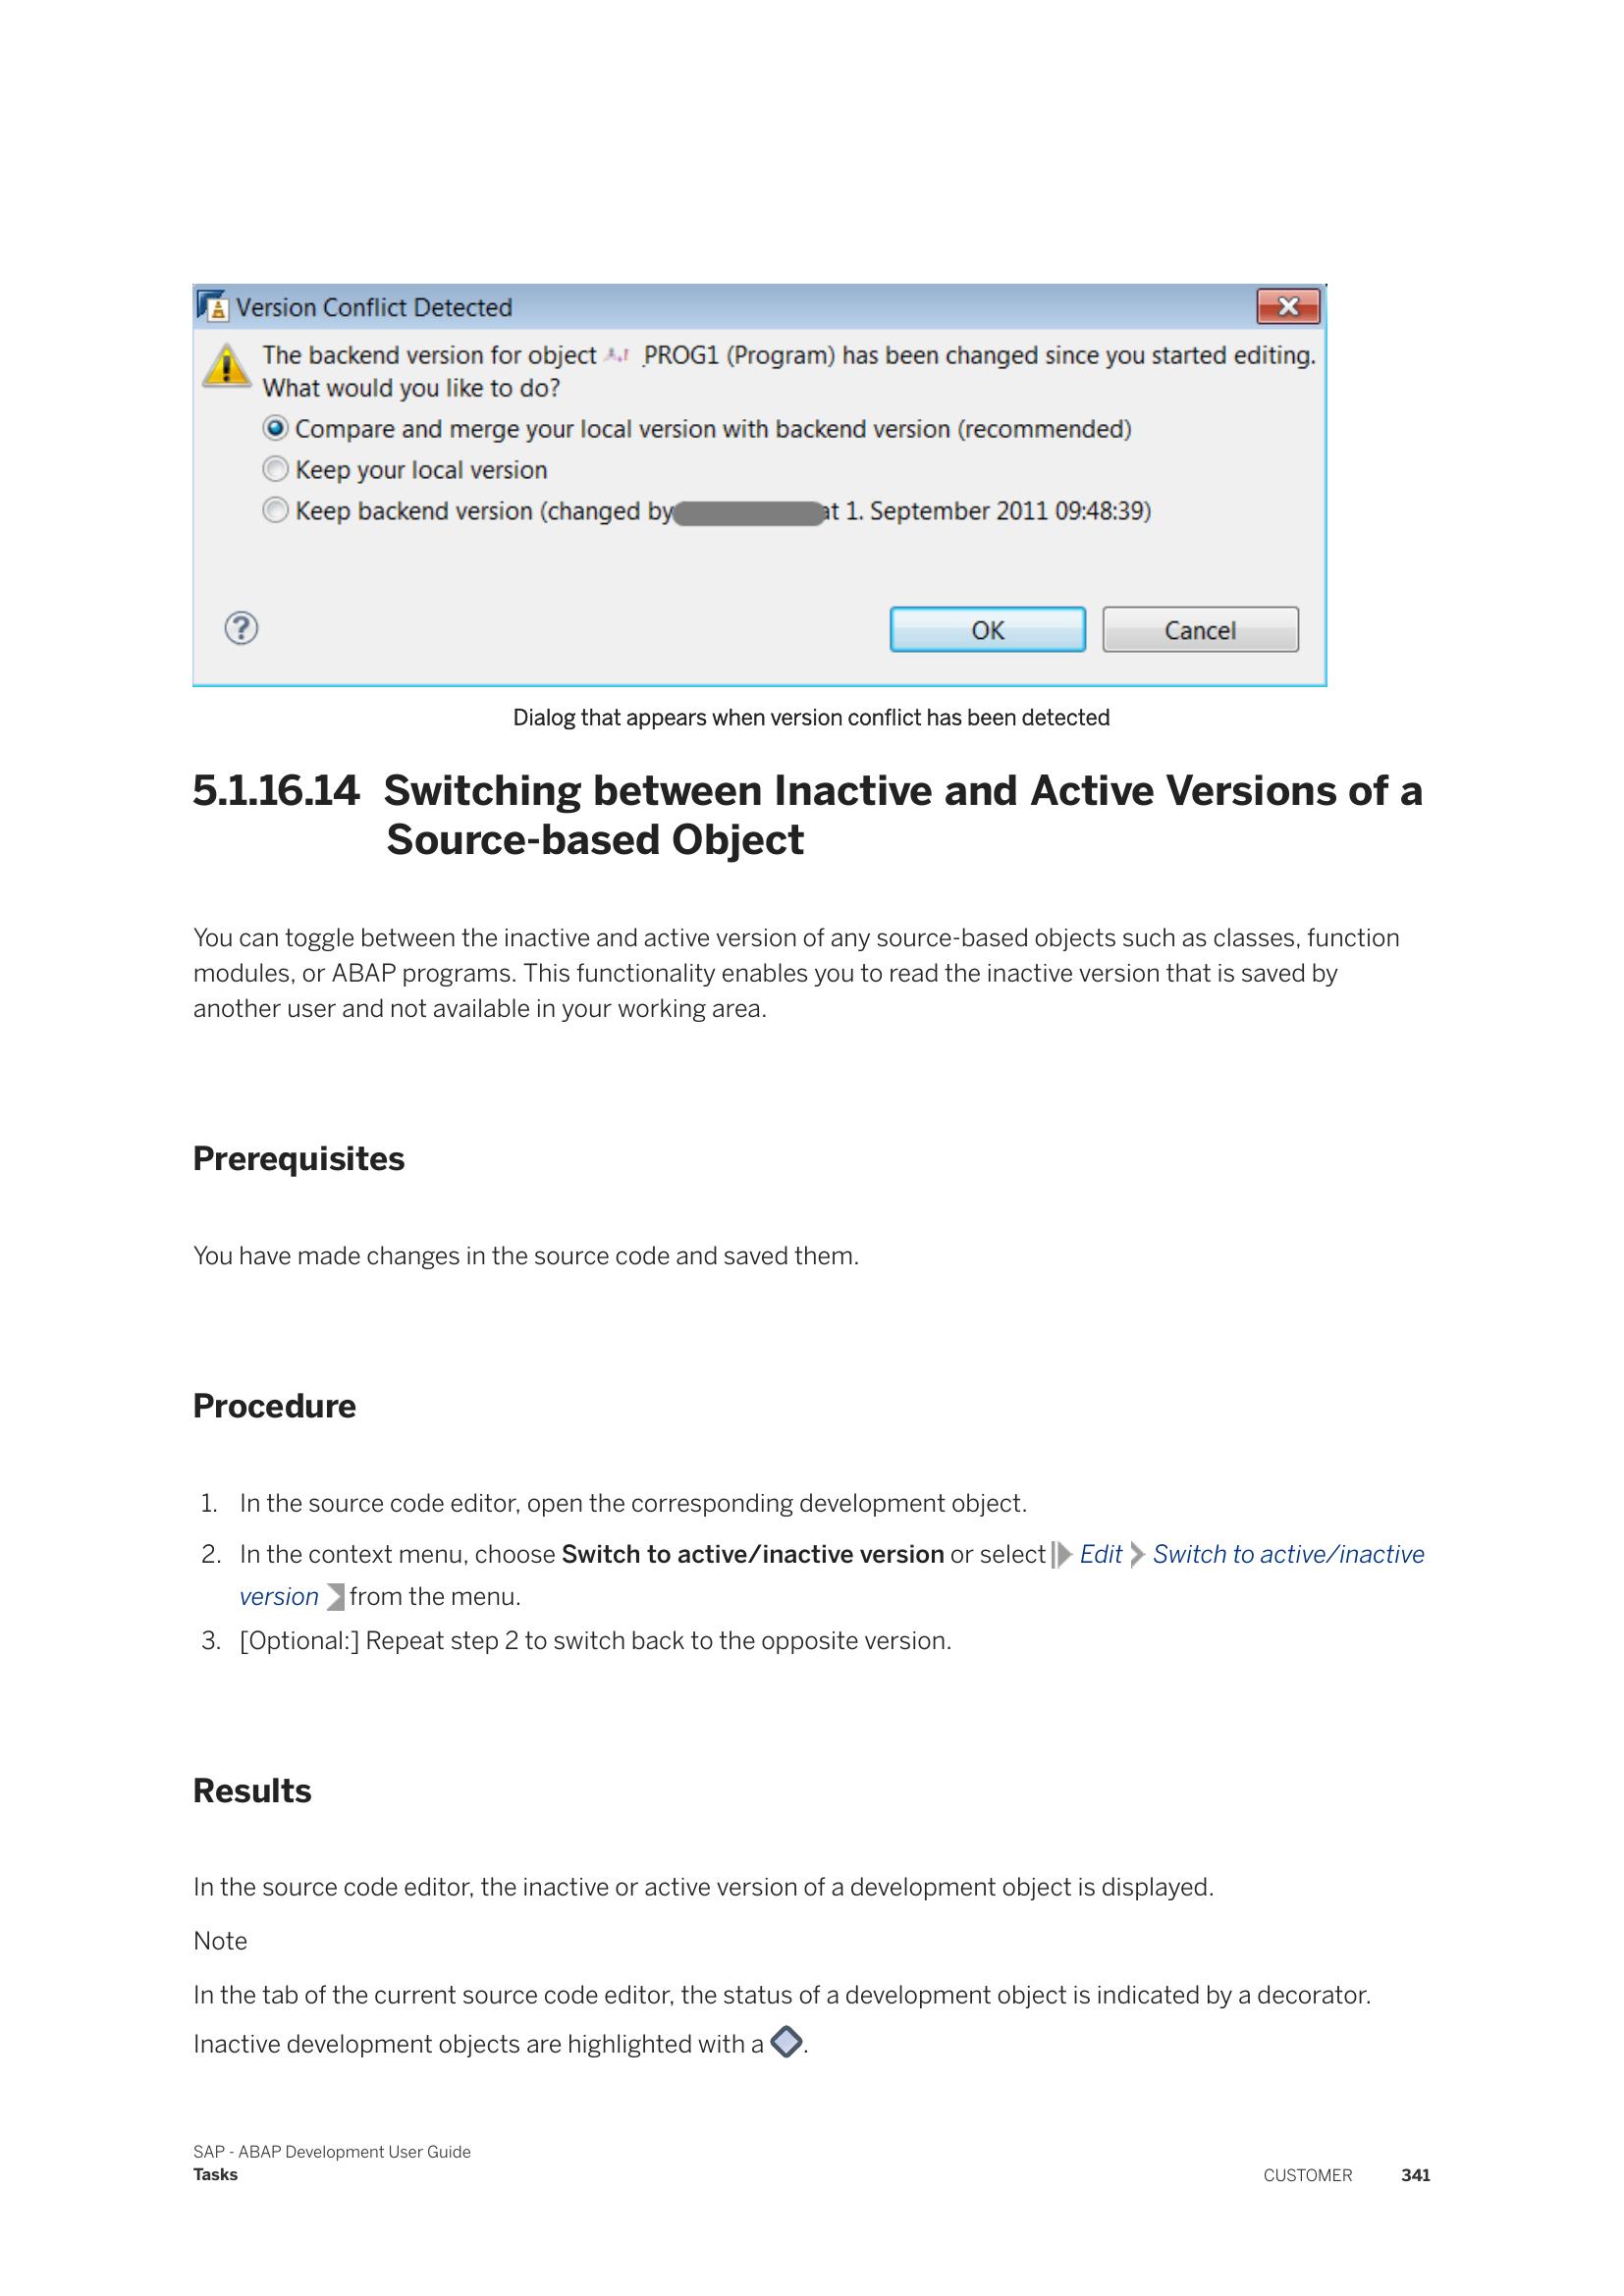 Version Conflict Detected
The backend version for object PROG1 (Program) has been changed since you started editing.
What would you like to do?
Compare and merge your local version with backend version (recommended)
Keep your local version
Keep backend version (changed by at 1. September 2011 09:48:39)
?
OK Cancel
Dialog that appears when version conflict has been detected
5.1.16.14 Switching between Inactive and Active Versions of a
Source-based Object
You can toggle between the inactive and active version of any source-based objects such as classes, function
modules, or ABAP programs. This functionality enables you to read the inactive version that is saved by
another user and not available in your working area.
Prerequisites
You have made changes in the source code and saved them.
Procedure
1. In the source code editor, open the corresponding development object.
2. In the context menu, choose Switch to active/inactive version or select Edit Switch to active/inactive
version from the menu.
3. [Optional:] Repeat step 2 to switch back to the opposite version.
Results
In the source code editor, the inactive or active version of a development object is displayed.
Note
In the tab of the current source code editor, the status of a development object is indicated by a decorator.
Inactive development objects are highlighted with a .
SAP - ABAP Development User Guide
Tasks CUSTOMER 341